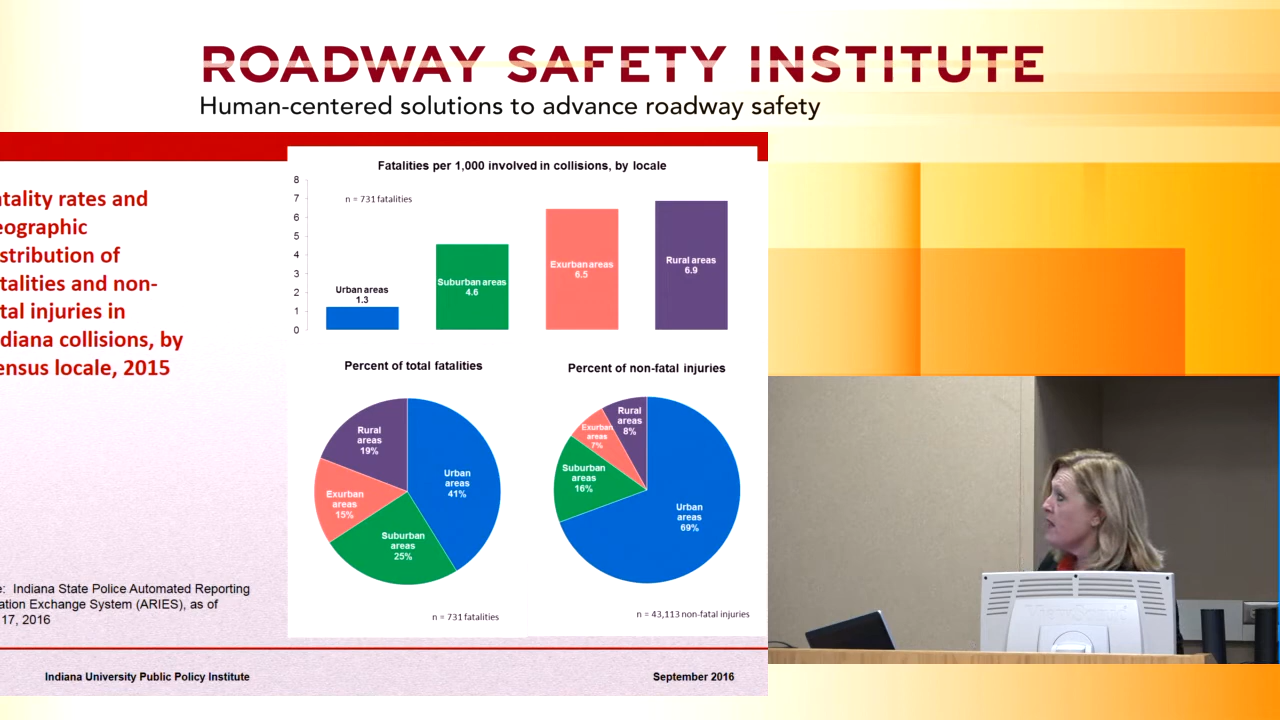 ROADWAY SAFETY INSTITUTE
Human-centered solutions to advance roadway safety
tality rates and
eographic
stribution of
talities and non-
tal injuries in
diana collisions, by
ensus locale, 2015
e: Indiana State Police Automated Reporting
ation Exchange System (ARIES), as of
17, 2016
Fatalities per 1,000 involved in collisions, by locale
8
7
6
5
4
3
2
1
0
n = 731 fatalities
Urban areas
1.3
Suburban areas
4.6
Exurban areas
6.5
Rural areas
6.9
Percent of total fatalities
Rural
areas
19%
Urban
areas
41%
Exurban
areas
15%
Suburban
areas
25%
n = 731 fatalities
Percent of non-fatal injuries
Rural
areas
8%
Exurban
areas
7%
Suburban
areas
16%
Urban
areas
69%
n = 43,113 non-fatal injuries
Indiana University Public Policy Institute
September 2016